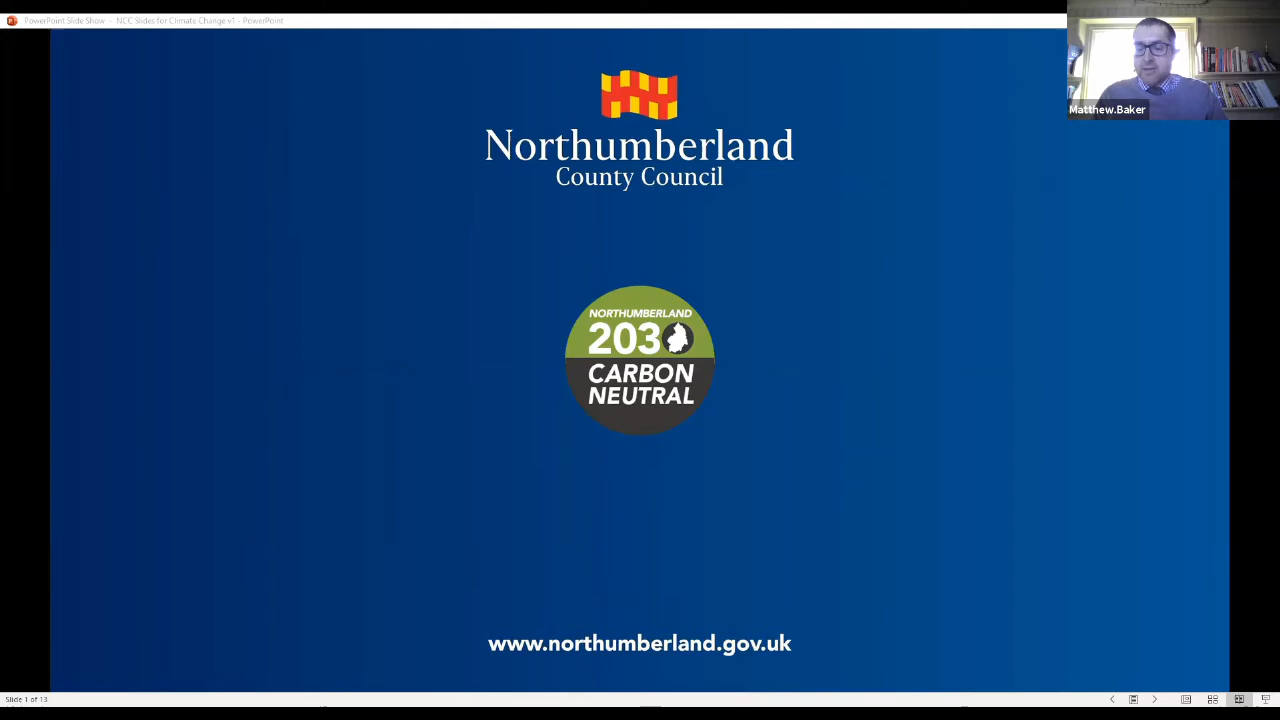 PowerPoint Slide Show - NCC Slides for Climate Change v1 - PowerPoint
Matthew.Baker
Northumberland
County Council
NORTHUMBERLAND
2030
CARBON
NEUTRAL
www.northumberland.gov.uk
Slide 1 of 13